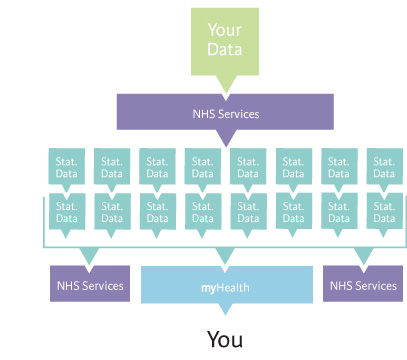 Your
Data
NHS Services
Stat. Stat. Stat. Stat. Stat. Stat. Stat. Stat.
Data Data Data Data Data Data Data Data
Stat. Stat. Stat. Stat. Stat. Stat. Stat. Stat.
Data Data Data Data Data Data Data Data
NHS Services myHealth NHS Services
You